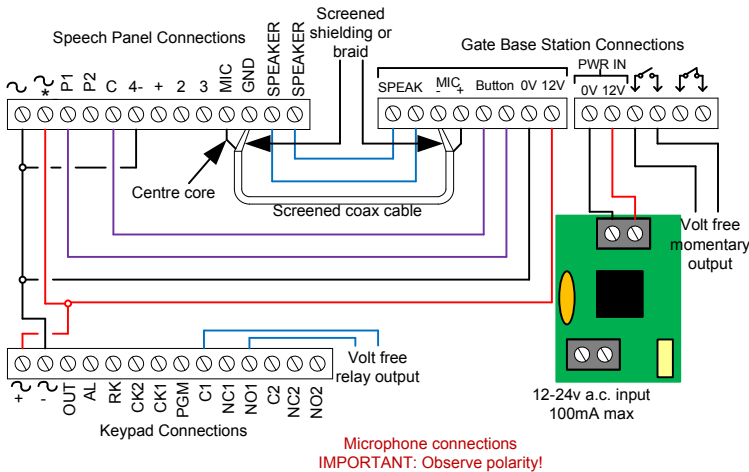 Speech Panel Connections
Screened
shielding or
braid
Gate Base Station Connections
PWR IN
* P1 P2 C 4- + 2 3 MIC GND SPEAKER SPEAKER
SPEAK MIC - + Button 0V 12V
0V 12V
Centre core
Screened coax cable
Volt free
momentary
output
Volt free
relay output
+ - OUT AL RK CK2 CK1 PGM C1 NC1 NO1 C2 NC2 NO2
Keypad Connections
12-24v a.c. input
100mA max
Microphone connections
IMPORTANT: Observe polarity!